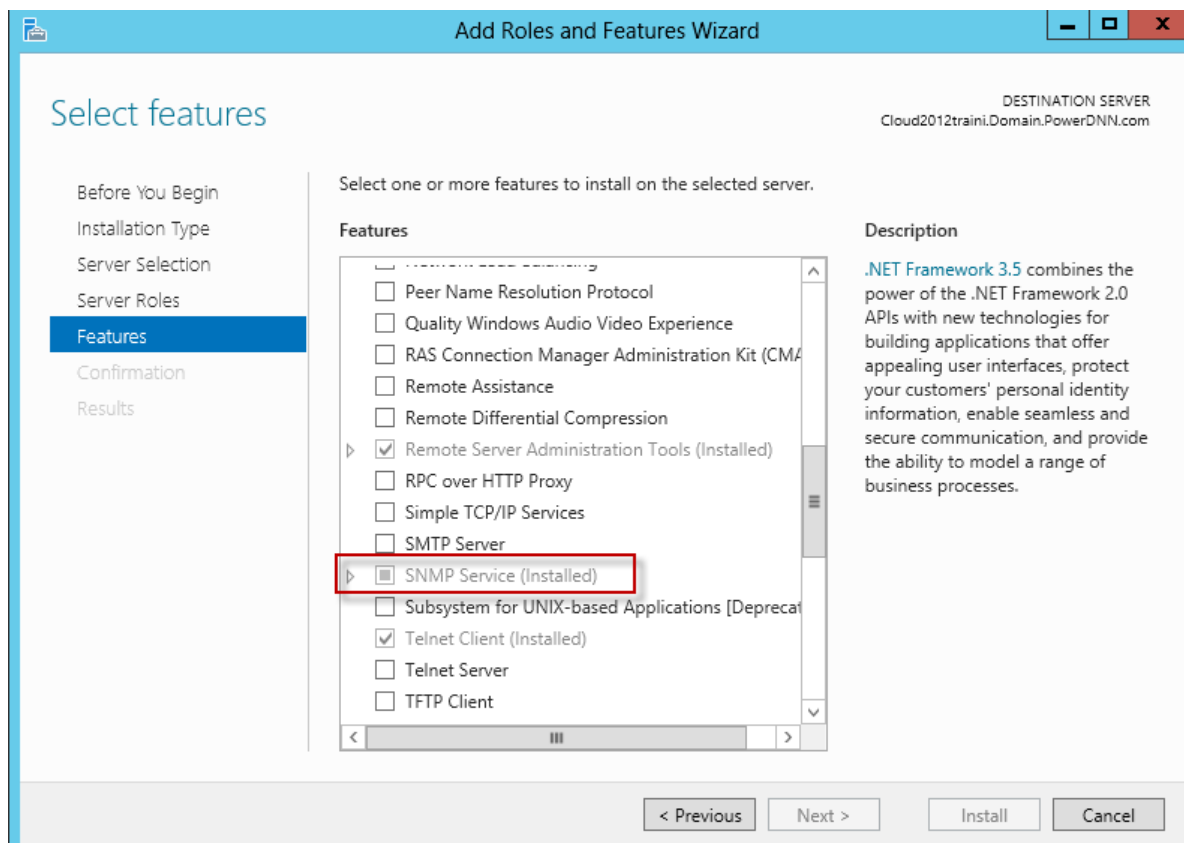 Add Roles and Features Wizard
Select features
DESTINATION SERVER
Cloud2012traini.Domain.PowerDNN.com
Before You Begin
Installation Type
Server Selection
Server Roles
Features
Confirmation
Results
Select one or more features to install on the selected server.
Features
Peer Name Resolution Protocol
Quality Windows Audio Video Experience
RAS Connection Manager Administration Kit (CMA
Remote Assistance
Remote Differential Compression
Remote Server Administration Tools (Installed)
RPC over HTTP Proxy
Simple TCP/IP Services
SMTP Server
SNMP Service (Installed)
Subsystem for UNIX-based Applications [Deprecat
Telnet Client (Installed)
Telnet Server
TFTP Client
Description
.NET Framework 3.5 combines the
power of the .NET Framework 2.0
APIs with new technologies for
building applications that offer
appealing user interfaces, protect
your customers' personal identity
information, enable seamless and
secure communication, and provide
the ability to model a range of
business processes.
< Previous
Next >
Install
Cancel